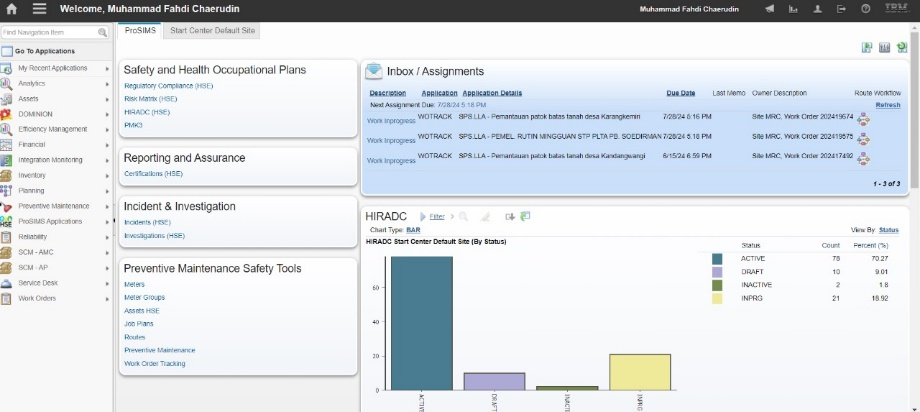 Welcome, Muhammad Fahdi Chaerudin
Muhammad Fahdi Chaerudin
IBM
Find Navigation Item
Go To Applications
My Recent Applications
Analytics
Assets
DOMINION
Efficiency Management
Financial
Integration Monitoring
Inventory
Planning
Preventive Maintenance
ProSIMS Applications
Reliability
SCM - AMC
SCM - AP
Service Desk
Work Orders
HSE
ProSIMS
Start Center Default Site
Safety and Health Occupational Plans
Regulatory Compliance (HSE)
Risk Matrix (HSE)
HIRADC (HSE)
PMK3
Reporting and Assurance
Certifications (HSE)
Incident & Investigation
Incidents (HSE)
Investigations (HSE)
Preventive Maintenance Safety Tools
Meters
Meter Groups
Assets HSE
Job Plans
Routes
Preventive Maintenance
Work Order Tracking
Inbox / Assignments
Description Application Application Details Due Date Last Memo Owner Description Route Workflow
Next Assignment Due: 7/28/24 5:18 PM Refresh
Work Inprogress WOTRACK SPS.LLA - Pemantauan patok batas tanah desa Karangkemiri 7/28/24 5:16 PM Site MRC, Work Order 202419574
Work Inprogress WOTRACK SPS.LLA - PEMEL. RUTIN MINGGUAN STP PLTA PB. SOEDIRMAN 7/28/24 5:18 PM Site MRC, Work Order 202419575
Work Inprogress WOTRACK SPS.LLA - Pemantauan patok batas tanah desa Kandangwangi 6/15/24 6:59 PM Site MRC, Work Order 202417492
1 - 3 of 3
HIRADC Filter
Chart Type: BAR View By: Status
HIRADC Start Center Default Site (By Status)
60
40
20
0
ACTIVE
DRAFT
INACTI
INPRG
Status Count Percent (%)
ACTIVE 78 70.27
DRAFT 10 9.01
INACTIVE 2 1.8
INPRG 21 18.92